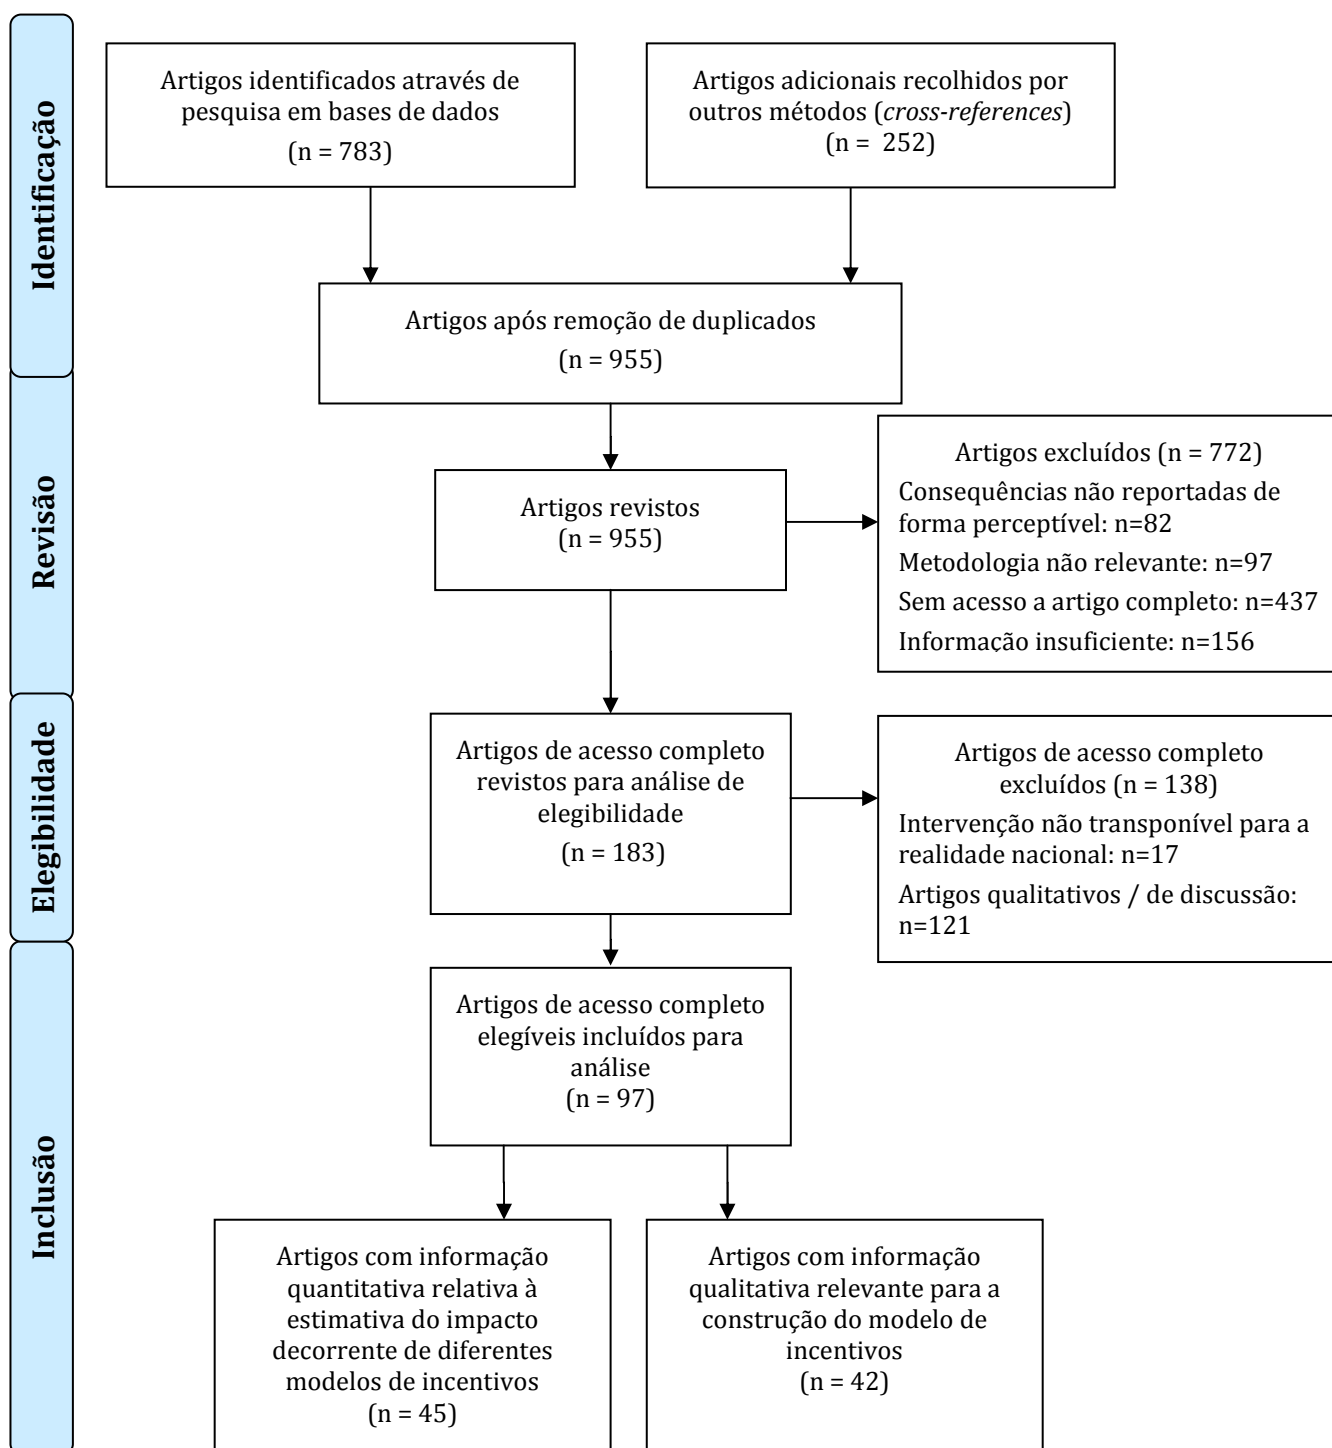 Identificação
Artigos identificados através de
pesquisa em bases de dados
(n = 783)
Artigos adicionais recolhidos por
outros métodos (cross-references)
(n = 252)
Artigos após remoção de duplicados
(n = 955)
Revisão
Artigos revistos
(n = 955)
Artigos excluídos (n = 772)
Consequências não reportadas de
forma perceptível: n=82
Metodologia não relevante: n=97
Sem acesso a artigo completo: n=437
Informação insuficiente: n=156
Elegibilidade
Artigos de acesso completo
revistos para análise de
elegibilidade
(n = 183)
Artigos de acesso completo
excluídos (n = 138)
Intervenção não transponível para a
realidade nacional: n=17
Artigos qualitativos / de discussão:
n=121
Inclusão
Artigos de acesso completo
elegíveis incluídos para
análise
(n = 97)
Artigos com informação
quantitativa relativa à
estimativa do impacto
decorrente de diferentes
modelos de incentivos
(n = 45)
Artigos com informação
qualitativa relevante para a
construção do modelo de
incentivos
(n = 42)